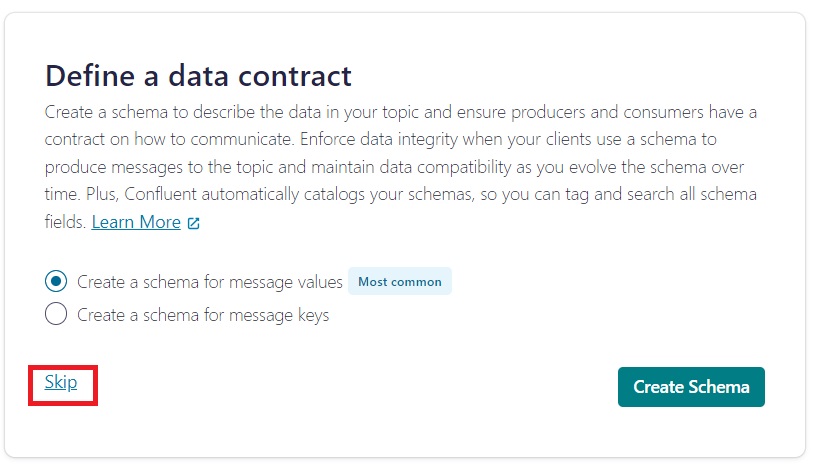 Define a data contract
Create a schema to describe the data in your topic and ensure producers and consumers have a
contract on how to communicate. Enforce data integrity when your clients use a schema to
produce messages to the topic and maintain data compatibility as you evolve the schema over
time. Plus, Confluent automatically catalogs your schemas, so you can tag and search all schema
fields. Learn More
Create a schema for message values Most common
Create a schema for message keys
Skip Create Schema